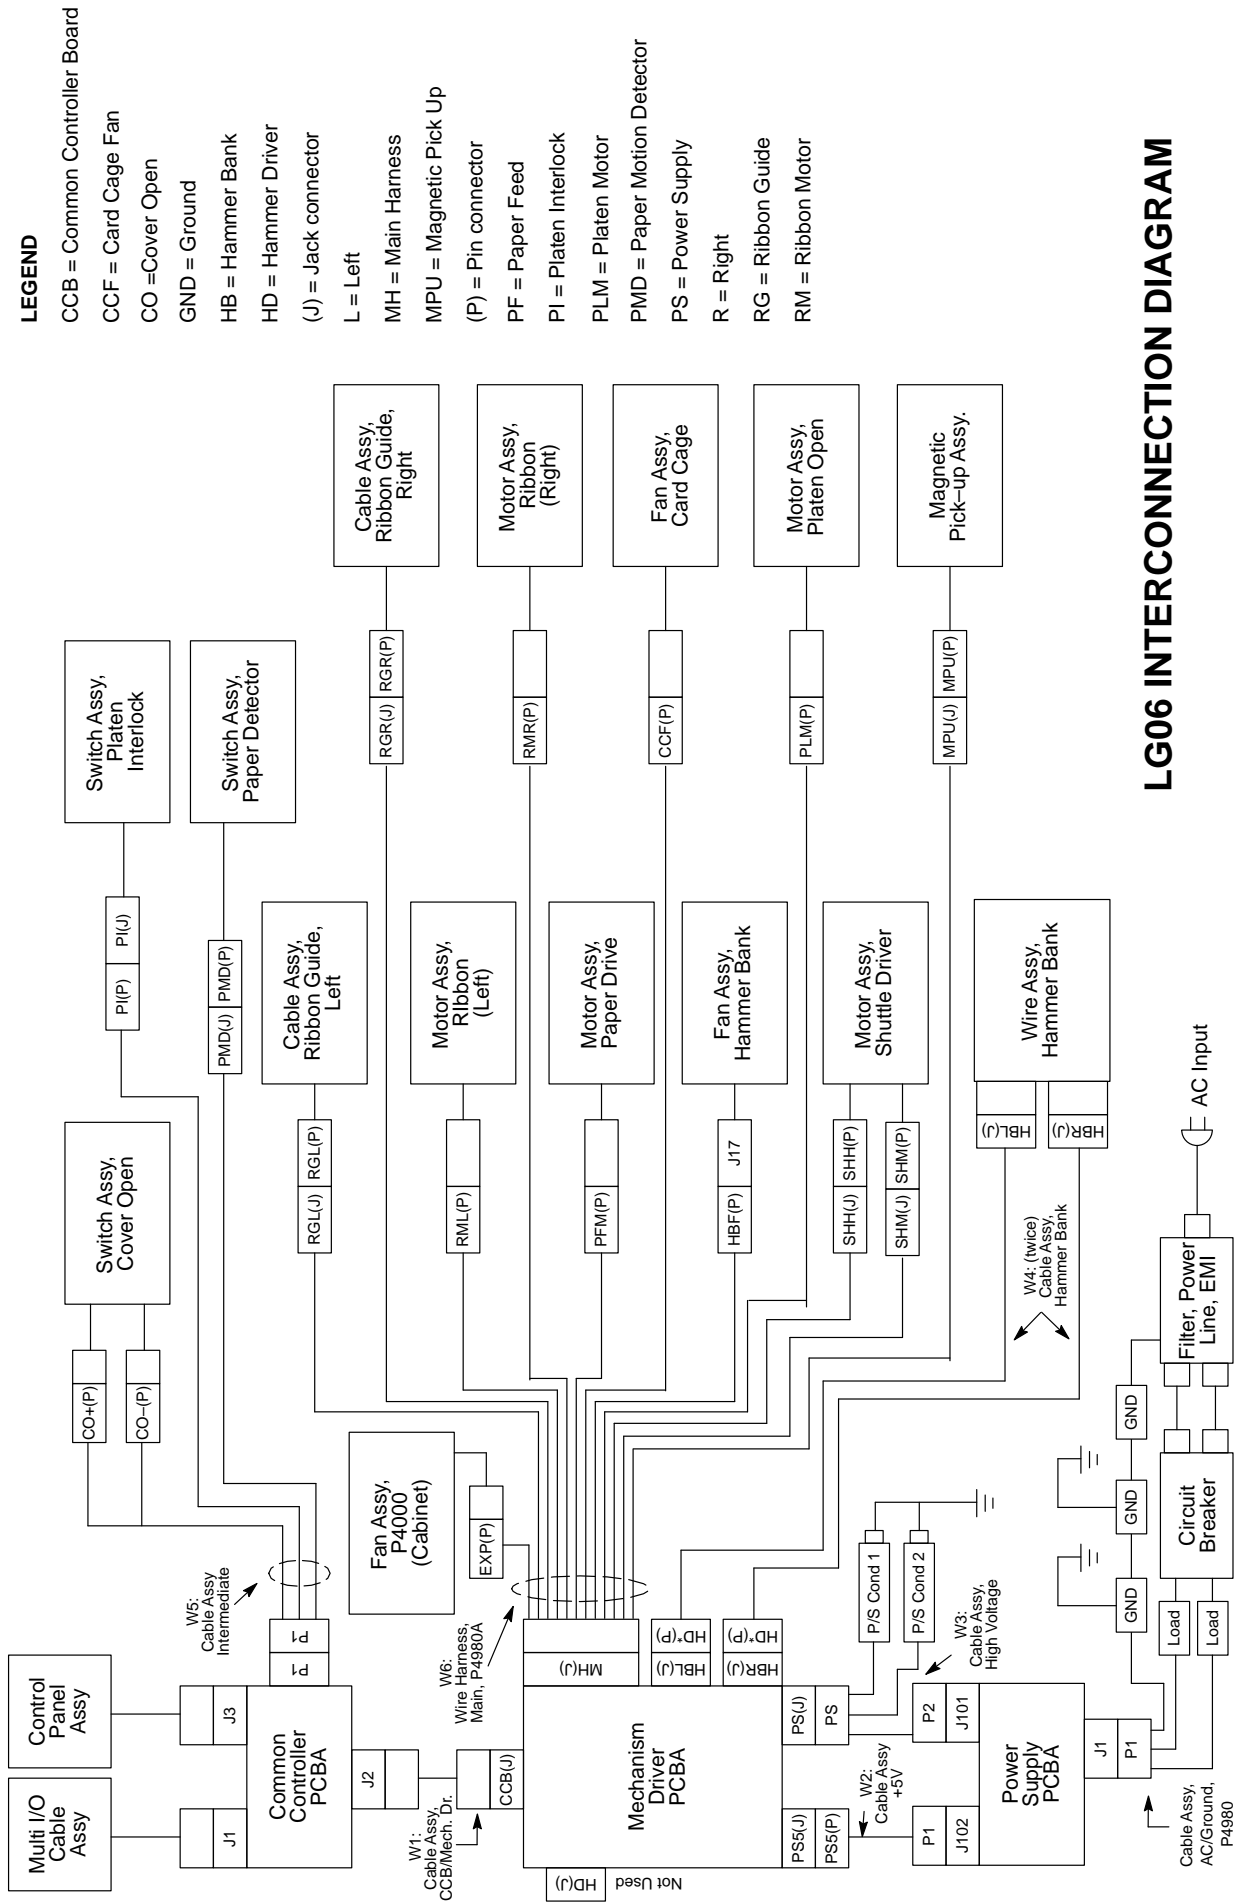 LEGEND
CCB = Common Controller Board
CCF = Card Cage Fan
CO =Cover Open
GND = Ground
HB = Hammer Bank
HD = Hammer Driver
(J) = Jack connector
L = Left
MH = Main Harness
MPU = Magnetic Pick Up
(P) = Pin connector
PF = Paper Feed
PI = Platen Interlock
PLM = Platen Motor
PMD = Paper Motion Detector
PS = Power Supply
R = Right
RG = Ribbon Guide
RM = Ribbon Motor
Switch Assy,
Platen
Interlock
PI(P)
PI(J)
Switch Assy,
Paper Detector
PMD(J)
PMD(P)
Switch Assy,
Cover Open
CO+(P)
CO–(P)
Cable Assy,
Ribbon Guide,
Right
RGR(J)
RGR(P)
Motor Assy,
Ribbon
(Right)
RMR(P)
Fan Assy,
Card Cage
CCF(P)
Motor Assy,
Platen Open
PLM(P)
Magnetic
Pick–up Assy.
MPU(J)
MPU(P)
Cable Assy,
Ribbon Guide,
Left
RGL(J)
RGL(P)
Motor Assy,
RIbbon
(Left)
RML(P)
Motor Assy,
Paper Drive
PFM(P)
Fan Assy,
Hammer Bank
HBF(P)
J17
Motor Assy,
Shuttle Driver
SHH(J)
SHH(P)
SHM(J)
SHM(P)
Wire Assy,
Hammer Bank
HBL(J)
HBR(J)
W4: (twice)
Cable Assy,
Hammer Bank
Control
Panel
Assy
J3
Multi I/O
Cable
Assy
J1
Common
Controller
PCBA
J2
P1
P1
W5:
Cable Assy
Intermediate
Fan Assy,
P4000
(Cabinet)
EXP(P)
W6:
Wire Harness,
Main, P4980A
W1:
Cable Assy,
CCB/Mech. Dr.
CCB(J)
MH(J)
HBL(J)
HD*(P)
HBR(J)
HD*(P)
Mechanism
Driver
PCBA
HD(J)
Not Used
PS(J)
PS
PS5(J)
PS5(P)
P/S Cond 1
P/S Cond 2
W3:
Cable Assy,
High Voltage
W2:
Cable Assy
+5V
P2
J101
P1
J102
Power
Supply
PCBA
J1
P1
Cable Assy,
AC/Ground,
P4980
GND
GND
GND
Load
Load
Circuit
Breaker
Filter, Power
Line, EMI
AC Input
LG06 INTERCONNECTION DIAGRAM